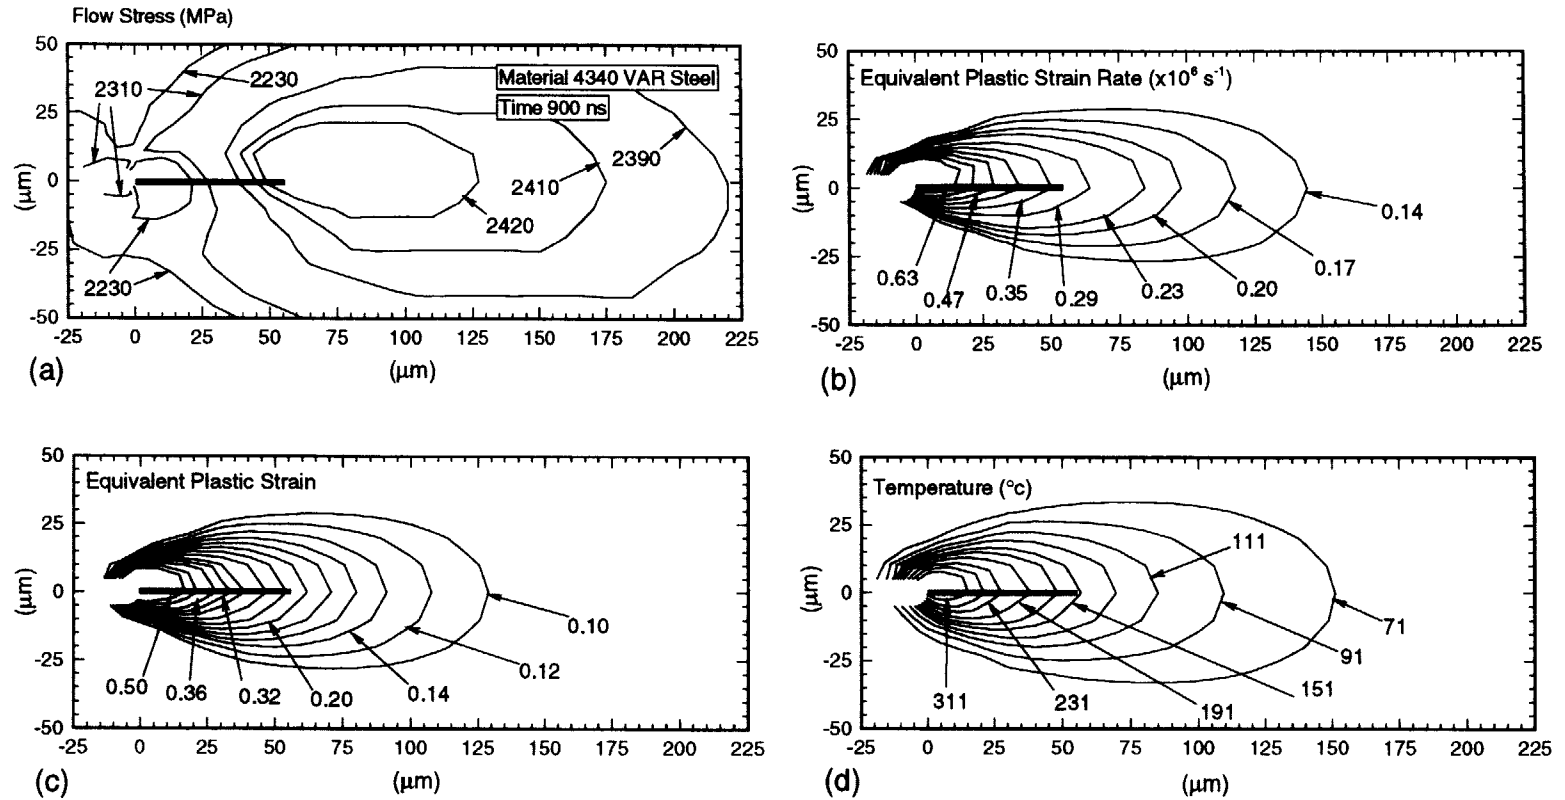 Flow Stress (MPa)
50
25
0
-25
-50
(µm)
2310
2230
Material 4340 VAR Steel
Time 900 ns
2390
2410
2420
2230
-25 0 25 50 75 100 125 150 175 200 225
(µm)
(a)
Equivalent Plastic Strain Rate (x10⁶ s⁻¹)
50
25
0
-25
-50
(µm)
0.14
0.17
0.63
0.47
0.35
0.29
0.23
0.20
-25 0 25 50 75 100 125 150 175 200 225
(µm)
(b)
Equivalent Plastic Strain
50
25
0
-25
-50
(µm)
0.10
0.12
0.50
0.36
0.32
0.20
0.14
-25 0 25 50 75 100 125 150 175 200 225
(µm)
(c)
Temperature (°c)
50
25
0
-25
-50
(µm)
111
71
91
151
311
231
191
-25 0 25 50 75 100 125 150 175 200 225
(µm)
(d)